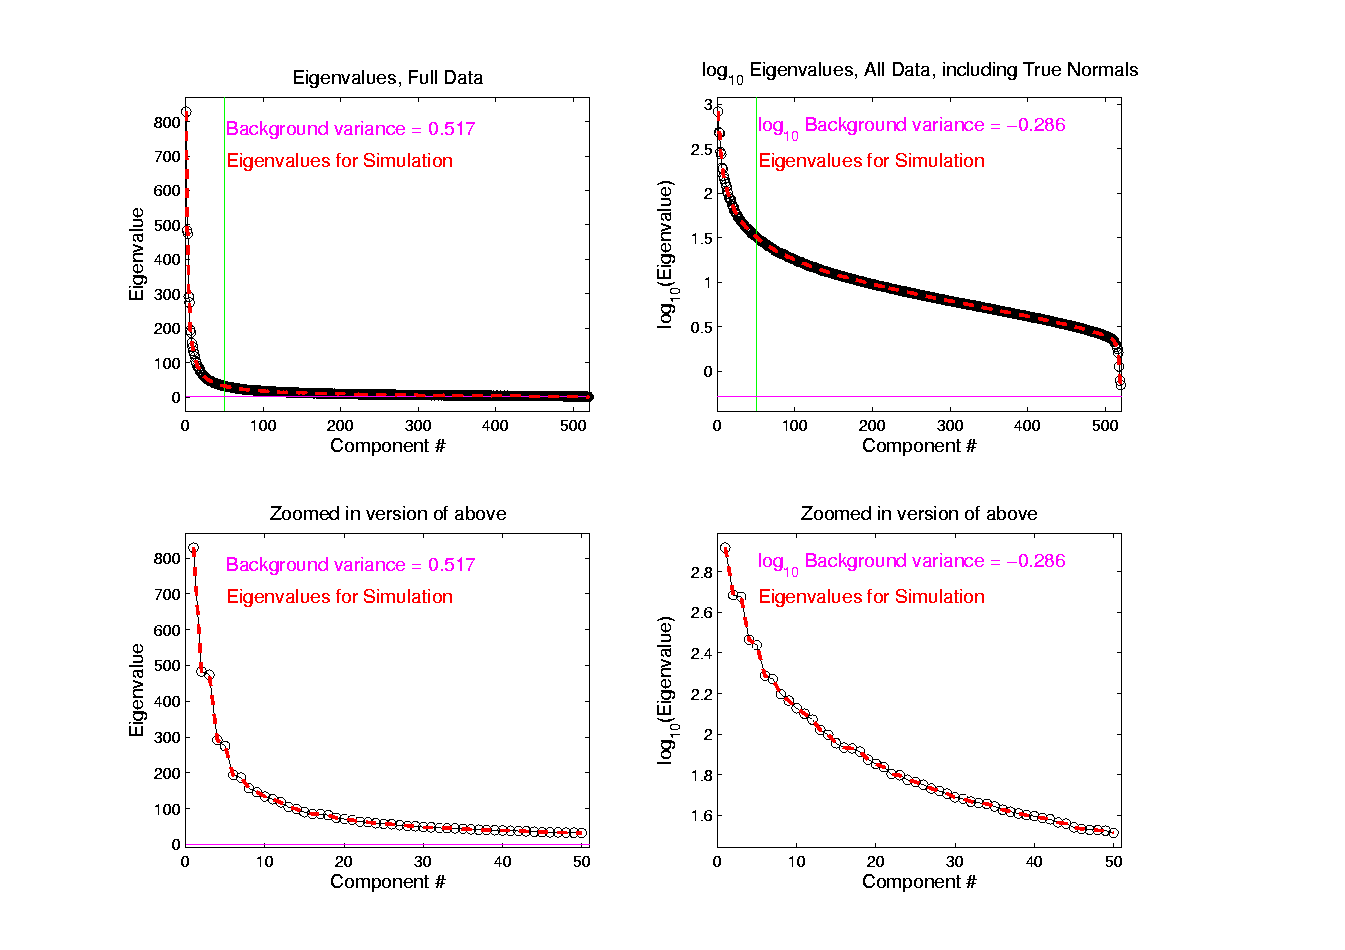 Eigenvalues, Full Data
Background variance = 0.517
Eigenvalues for Simulation
Eigenvalue
800
700
600
500
400
300
200
100
0
0 100 200 300 400 500
Component #
log10 Eigenvalues, All Data, including True Normals
log10 Background variance = −0.286
Eigenvalues for Simulation
log10(Eigenvalue)
3
2.5
2
1.5
1
0.5
0
0 100 200 300 400 500
Component #
Zoomed in version of above
Background variance = 0.517
Eigenvalues for Simulation
Eigenvalue
800
700
600
500
400
300
200
100
0
0 10 20 30 40 50
Component #
Zoomed in version of above
log10 Background variance = −0.286
Eigenvalues for Simulation
log10(Eigenvalue)
2.8
2.6
2.4
2.2
2
1.8
1.6
0 10 20 30 40 50
Component #